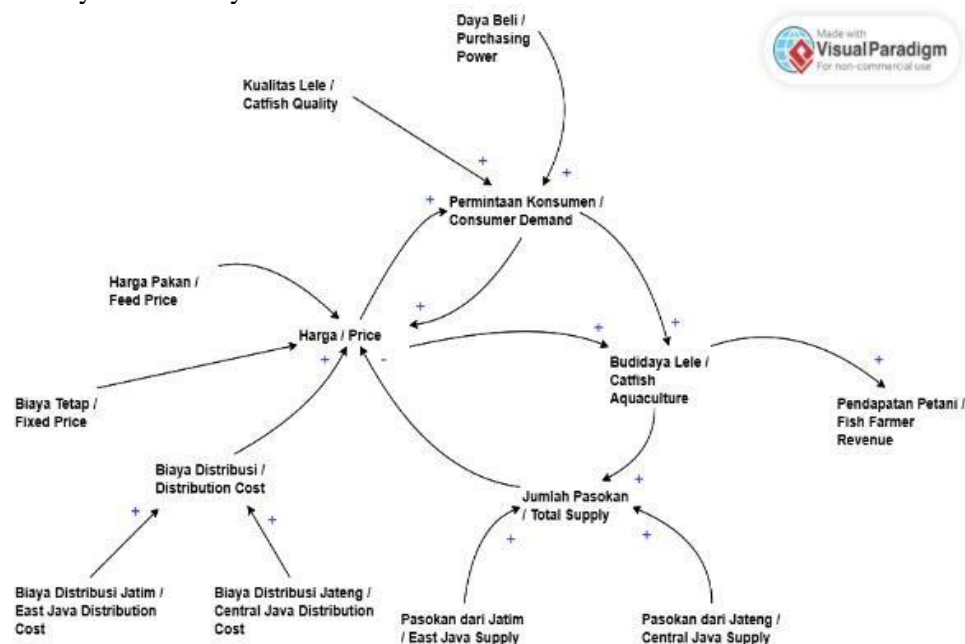 Daya Beli /
Purchasing
Power
Made with
VisualParadigm
For non-commercial use
Kualitas Lele /
Catfish Quality
+
+
+
Permintaan Konsumen /
Consumer Demand
Harga Pakan /
Feed Price
+
+
+
Harga / Price
+
-
Budidaya Lele /
Catfish
Aquaculture
+
Biaya Tetap /
Fixed Price
Pendapatan Petani /
Fish Farmer
Revenue
Biaya Distribusi /
Distribution Cost
+
Jumlah Pasokan
/ Total Supply
+
+
+
+
Biaya Distribusi Jatim /
East Java Distribution
Cost
Biaya Distribusi Jateng /
Central Java Distribution
Cost
Pasokan dari Jatim
/ East Java Supply
Pasokan dari Jateng /
Central Java Supply